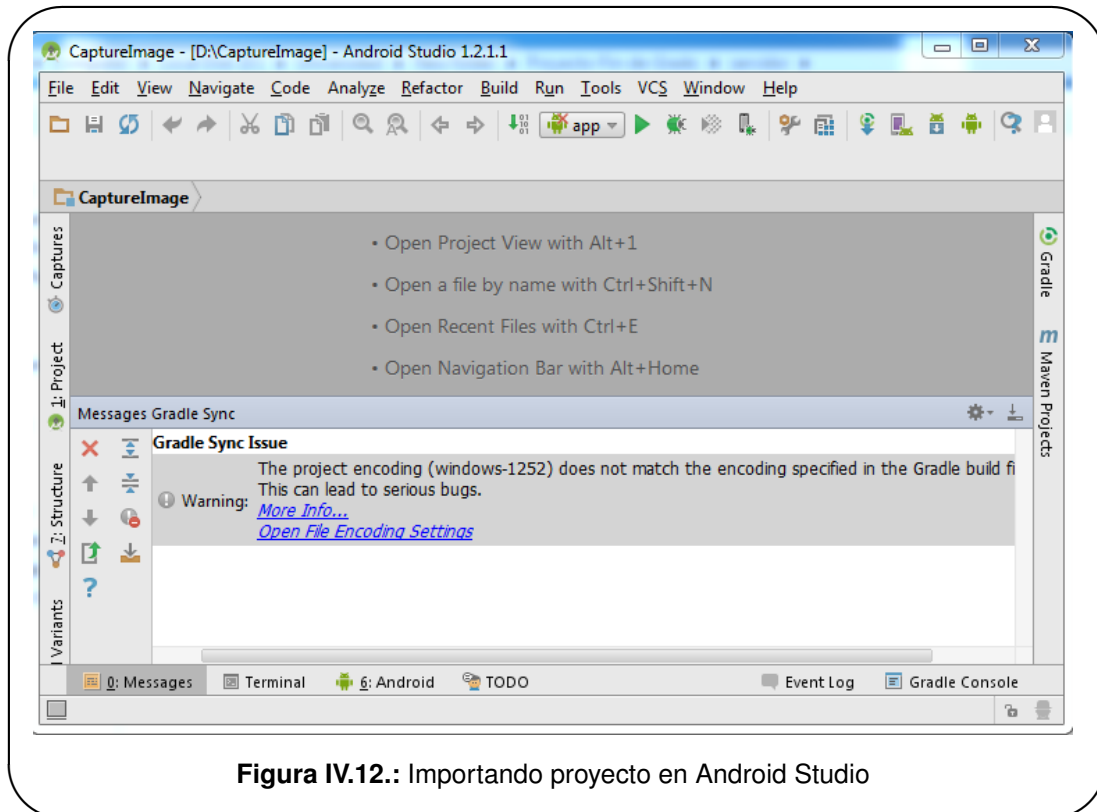 CaptureImage - [D:\CaptureImage] - Android Studio 1.2.1.1
File Edit View Navigate Code Analyze Refactor Build Run Tools VCS Window Help
app
CaptureImage
Captures
1: Project
7: Structure
Variants
• Open Project View with Alt+1
• Open a file by name with Ctrl+Shift+N
• Open Recent Files with Ctrl+E
• Open Navigation Bar with Alt+Home
Gradle
Maven Projects
Messages Gradle Sync
Gradle Sync Issue
Warning:
The project encoding (windows-1252) does not match the encoding specified in the Gradle build fi
This can lead to serious bugs.
More Info...
Open File Encoding Settings
0: Messages Terminal 6: Android TODO Event Log Gradle Console
Figura IV.12.: Importando proyecto en Android Studio